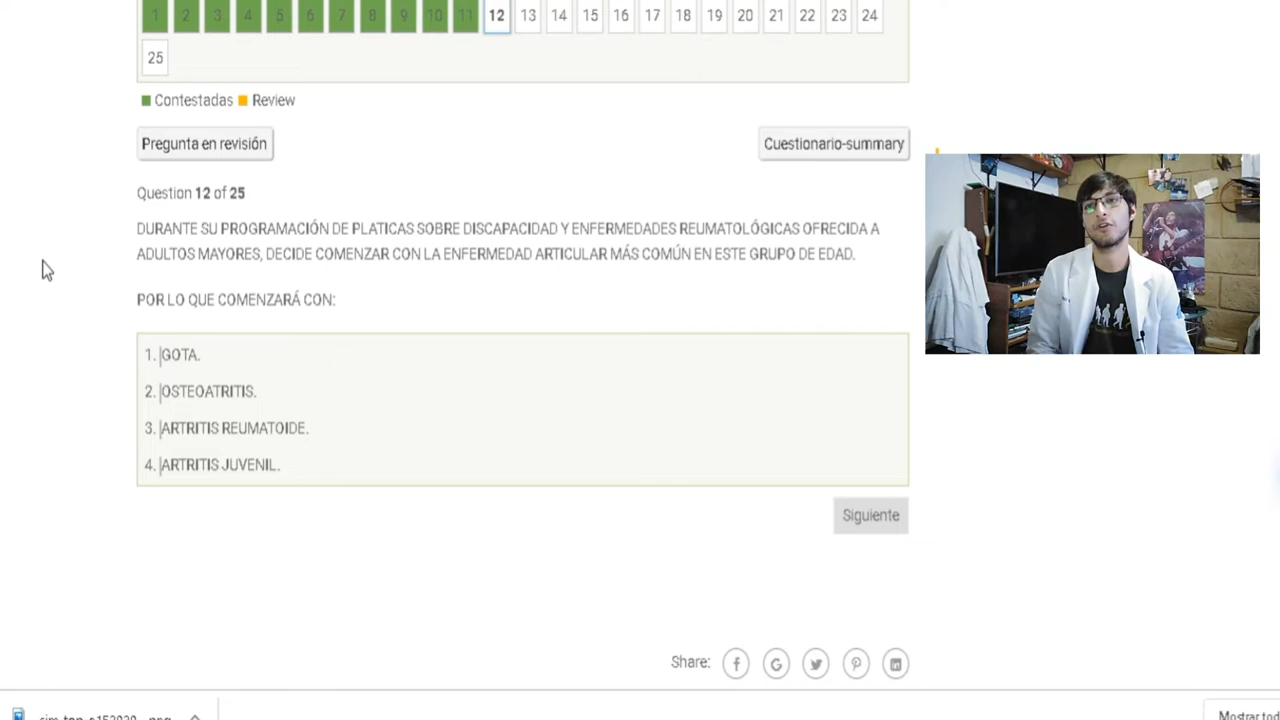 1 2 3 4 5 6 7 8 9 10 11 12 13 14 15 16 17 18 19 20 21 22 23 24
25
Contestadas Review
Pregunta en revisión Cuestionario-summary
Question 12 of 25
DURANTE SU PROGRAMACIÓN DE PLATICAS SOBRE DISCAPACIDAD Y ENFERMEDADES REUMATOLÓGICAS OFRECIDA A
ADULTOS MAYORES, DECIDE COMENZAR CON LA ENFERMEDAD ARTICULAR MÁS COMÚN EN ESTE GRUPO DE EDAD.
POR LO QUE COMENZARÁ CON:
1. GOTA.
2. OSTEOATRITIS.
3. ARTRITIS REUMATOIDE.
4. ARTRITIS JUVENIL.
Siguiente
Share:
Mostrar tod